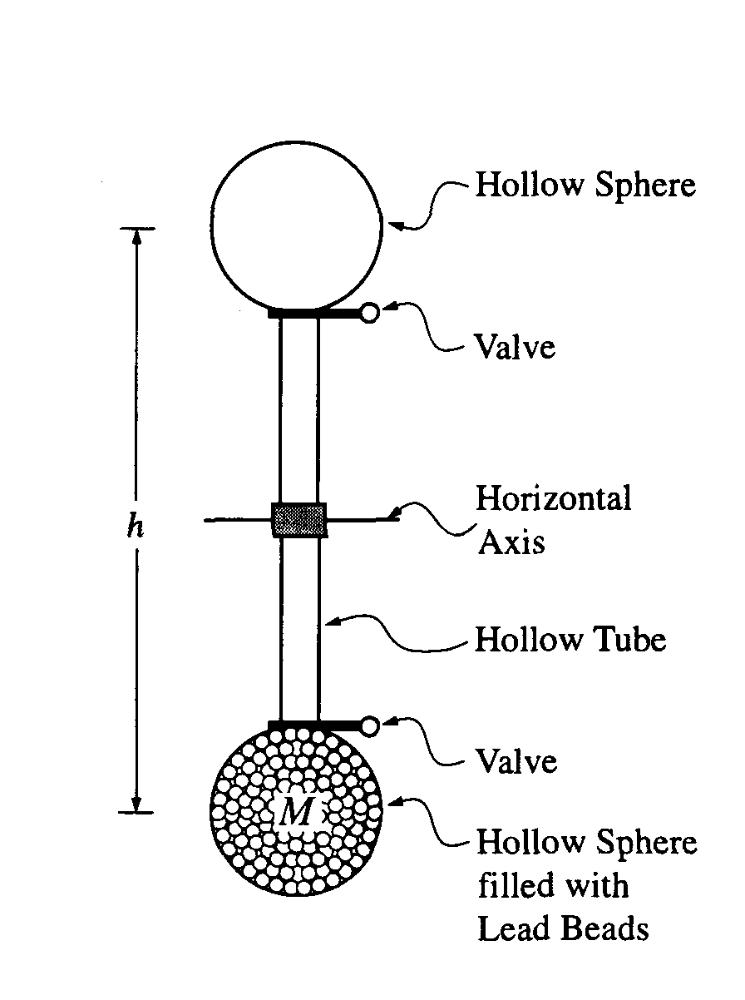 Hollow Sphere
Valve
h
Horizontal
Axis
Hollow Tube
Valve
M
Hollow Sphere
filled with
Lead Beads